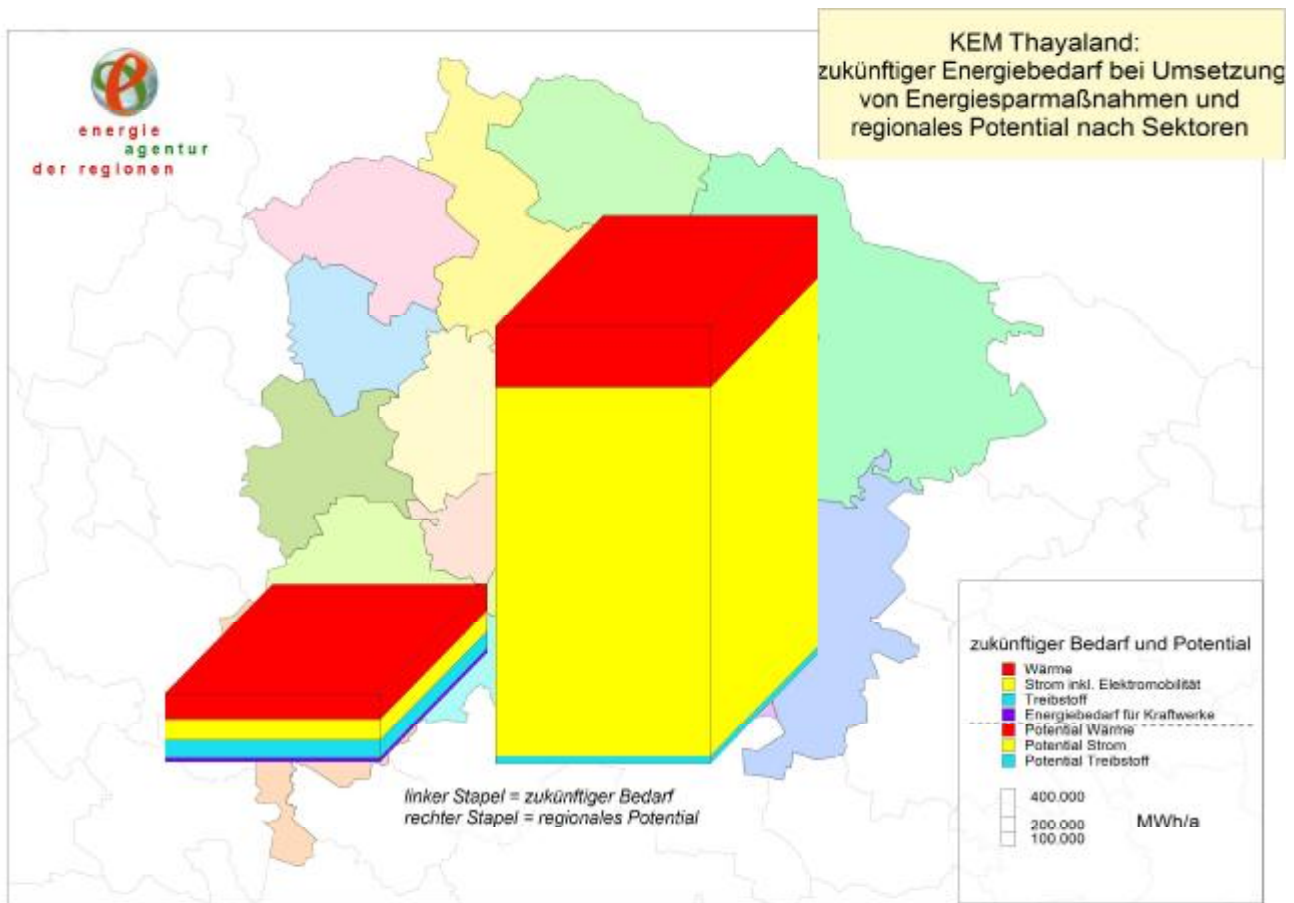 energie
agentur
der regionen
KEM Thayaland:
zukünftiger Energiebedarf bei Umsetzung
von Energiesparmaßnahmen und
regionales Potential nach Sektoren
linker Stapel = zukünftiger Bedarf
rechter Stapel = regionales Potential
zukünftiger Bedarf und Potential
Wärme
Strom inkl. Elektromobilität
Treibstoff
Energiebedarf für Kraftwerke
Potential Wärme
Potential Strom
Potential Treibstoff
400.000
200.000
100.000
MWh/a